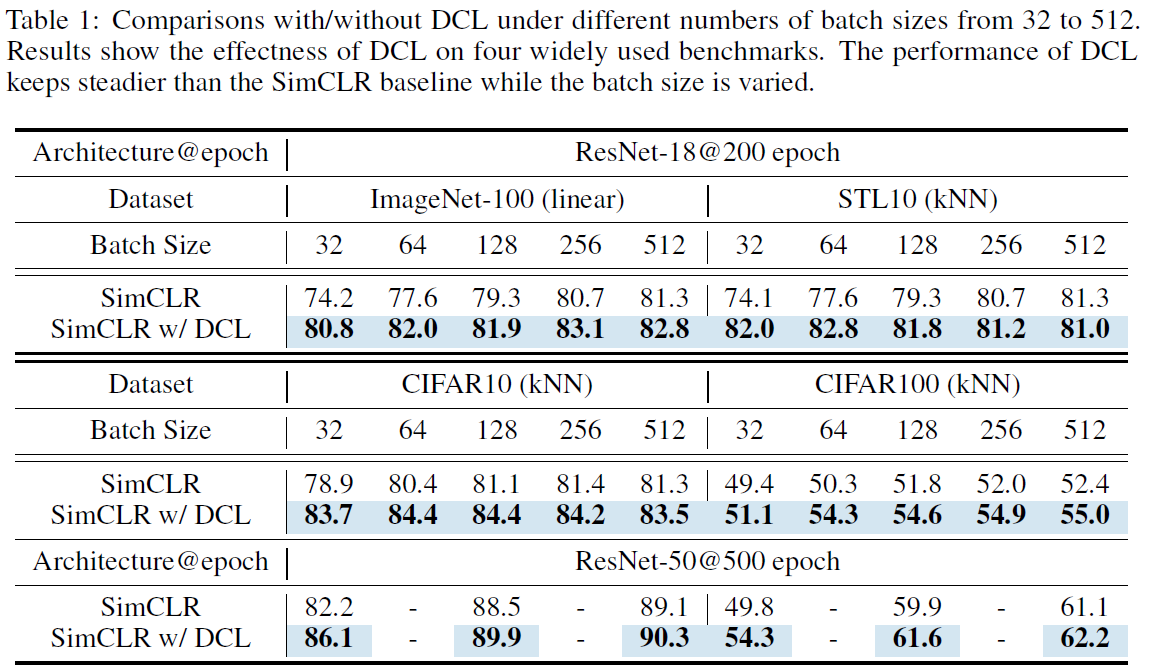 Table 1: Comparisons with/without DCL under different numbers of batch sizes from 32 to 512.
Results show the effectness of DCL on four widely used benchmarks. The performance of DCL
keeps steadier than the SimCLR baseline while the batch size is varied.
Architecture@epoch ResNet-18@200 epoch
Dataset ImageNet-100 (linear) STL10 (kNN)
Batch Size 32 64 128 256 512 32 64 128 256 512
SimCLR 74.2 77.6 79.3 80.7 81.3 74.1 77.6 79.3 80.7 81.3
SimCLR w/ DCL 80.8 82.0 81.9 83.1 82.8 82.0 82.8 81.8 81.2 81.0
Dataset CIFAR10 (kNN) CIFAR100 (kNN)
Batch Size 32 64 128 256 512 32 64 128 256 512
SimCLR 78.9 80.4 81.1 81.4 81.3 49.4 50.3 51.8 52.0 52.4
SimCLR w/ DCL 83.7 84.4 84.4 84.2 83.5 51.1 54.3 54.6 54.9 55.0
Architecture@epoch ResNet-50@500 epoch
SimCLR 82.2 - 88.5 - 89.1 49.8 - 59.9 - 61.1
SimCLR w/ DCL 86.1 - 89.9 - 90.3 54.3 - 61.6 - 62.2